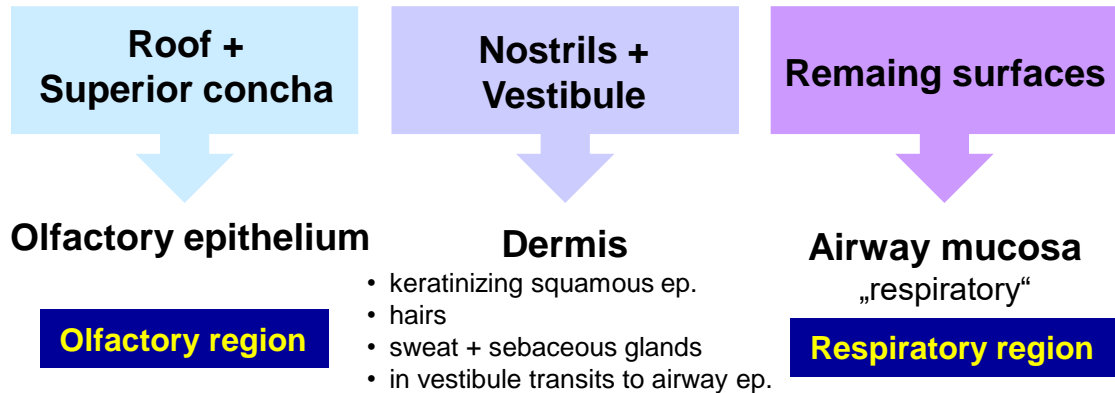 Roof +
Superior concha
Nostrils +
Vestibule
Remaing surfaces
Olfactory epithelium
Olfactory region
Dermis
• keratinizing squamous ep.
• hairs
• sweat + sebaceous glands
• in vestibule transits to airway ep.
Airway mucosa
„respiratory“
Respiratory region